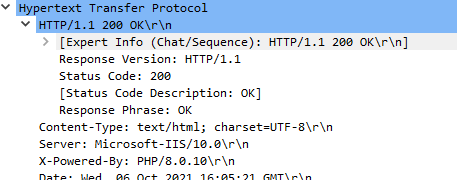 Hypertext Transfer Protocol
HTTP/1.1 200 OK\r\n
[Expert Info (Chat/Sequence): HTTP/1.1 200 OK\r\n]
Response Version: HTTP/1.1
Status Code: 200
[Status Code Description: OK]
Response Phrase: OK
Content-Type: text/html; charset=UTF-8\r\n
Server: Microsoft-IIS/10.0\r\n
X-Powered-By: PHP/8.0.10\r\n
Date: Wed, 06 Oct 2021 16:05:21 GMT\r\n